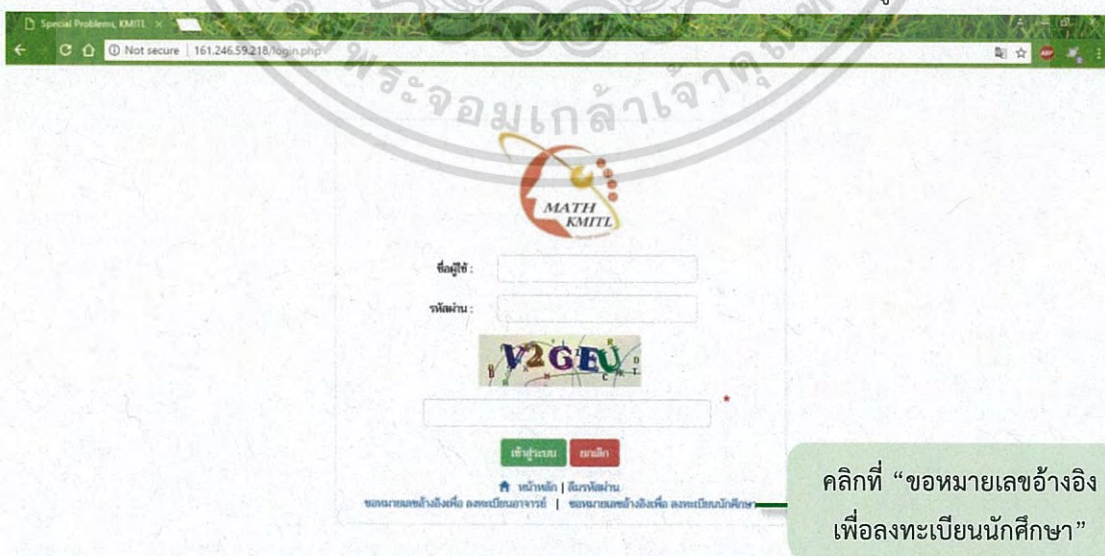 Special Problems, KMITL
Not secure | 161.246.59.218/login.php
พระจอมเกล้าเจ้าคุณท
MATH
KMITL
ชื่อผู้ใช้ :
รหัสผ่าน :
V2GEU
*
เข้าสู่ระบบ ยกเลิก
หน้าหลัก | ลืมรหัสผ่าน
ขอหมายเลขอ้างอิงเพื่อ ลงทะเบียนอาจารย์ | ขอหมายเลขอ้างอิงเพื่อ ลงทะเบียนนักศึกษา
คลิกที่ “ขอหมายเลขอ้างอิง
เพื่อลงทะเบียนนักศึกษา”